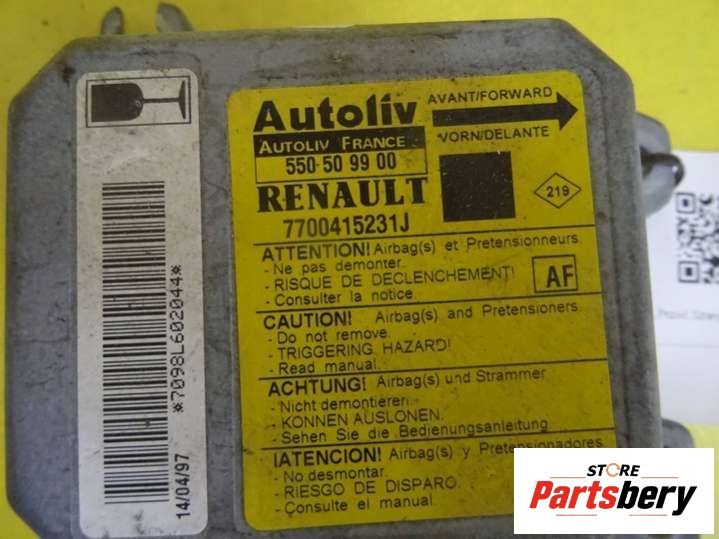 Autoliv
AUTOLIV FRANCE
550 50 99 00
RENAULT
7700415231J
AVANT/FORWARD
VORN/DELANTE
219
ATTENTION! Airbag(s) et Pretensionneurs
- Ne pas demonter.
- RISQUE DE DECLENCHEMENT!
- Consulter la notice.
AF
CAUTION! Airbag(s) and Pretensioners
- Do not remove.
- TRIGGERING HAZARD!
- Read manual.
ACHTUNG! Airbag(s) und Strammer
- Nicht demontieren.
- KONNEN AUSLONEN.
- Sehen Sie die Bedienungsanleitung
!ATENCION! Airbag(s) y Pretensionadores
- No desmontar.
- RIESGO DE DISPARO.
- Consulte el manual.
*7098L602044*
14/04/97
STORE
Partsbery